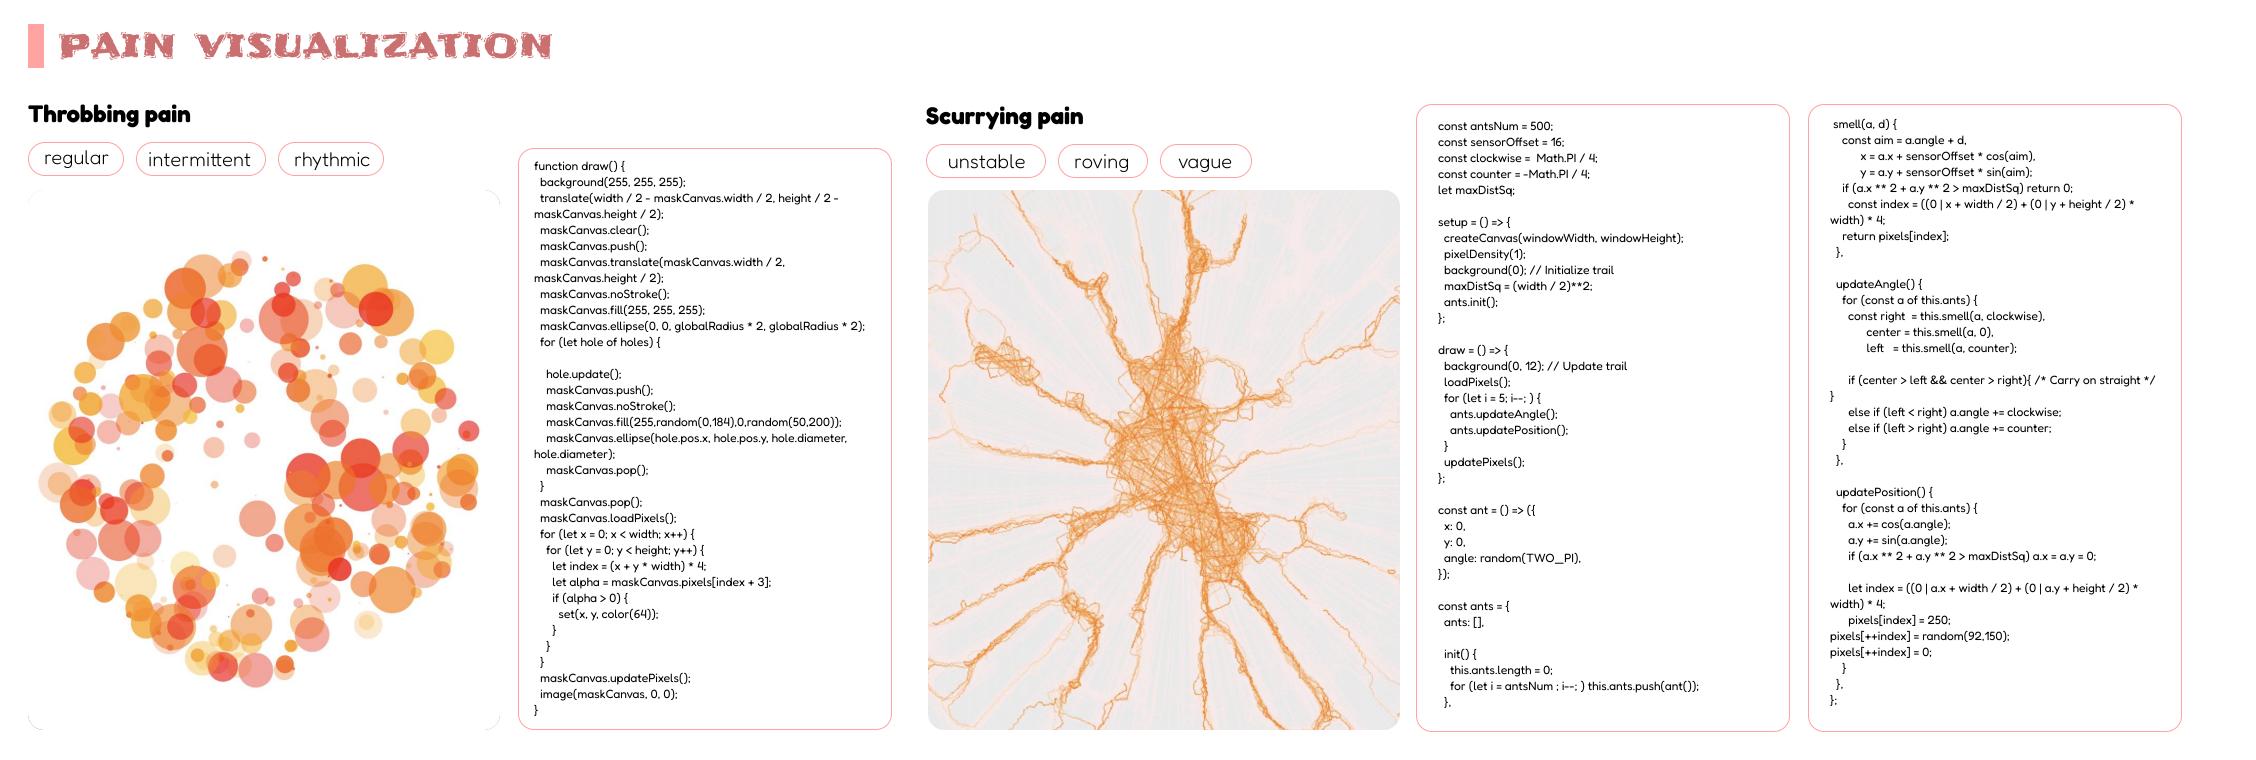 PAIN VISUALIZATION
Throbbing pain
regular
intermittent
rhythmic
function draw() {
background(255, 255, 255);
translate(width / 2 - maskCanvas.width / 2, height / 2 -
maskCanvas.height / 2);
maskCanvas.clear();
maskCanvas.push();
maskCanvas.translate(maskCanvas.width / 2,
maskCanvas.height / 2);
maskCanvas.noStroke();
maskCanvas.fill(255, 255, 255);
maskCanvas.ellipse(0, 0, globalRadius * 2, globalRadius * 2);
for (let hole of holes) {
hole.update();
maskCanvas.push();
maskCanvas.noStroke();
maskCanvas.fill(255,random(0,184),0,random(50,200));
maskCanvas.ellipse(hole.pos.x, hole.pos.y, hole.diameter,
hole.diameter);
maskCanvas.pop();
}
maskCanvas.pop();
maskCanvas.loadPixels();
for (let x = 0; x < width; x++) {
for (let y = 0; y < height; y++) {
let index = (x + y * width) * 4;
let alpha = maskCanvas.pixels[index + 3];
if (alpha > 0) {
set(x, y, color(64));
}
}
}
maskCanvas.updatePixels();
image(maskCanvas, 0, 0);
}
Scurrying pain
unstable
roving
vague
const antsNum = 500;
const sensorOffset = 16;
const clockwise = Math.PI / 4;
const counter = -Math.PI / 4;
let maxDistSq;
setup = () => {
createCanvas(windowWidth, windowHeight);
pixelDensity(1);
background(0); // Initialize trail
maxDistSq = (width / 2)**2;
ants.init();
};
draw = () => {
background(0, 12); // Update trail
loadPixels();
for (let i = 5; i--; ) {
ants.updateAngle();
ants.updatePosition();
}
updatePixels();
};
const ant = () => ({
x: 0,
y: 0,
angle: random(TWO_PI),
});
const ants = {
ants: [],
init() {
this.ants.length = 0;
for (let i = antsNum ; i--; ) this.ants.push(ant());
},
smell(a, d) {
const aim = a.angle + d,
x = a.x + sensorOffset * cos(aim),
y = a.y + sensorOffset * sin(aim);
if (a.x ** 2 + a.y ** 2 > maxDistSq) return 0;
const index = ((0 | x + width / 2) + (0 | y + height / 2) *
width) * 4;
return pixels[index];
},
updateAngle() {
for (const a of this.ants) {
const right = this.smell(a, clockwise),
center = this.smell(a, 0),
left = this.smell(a, counter);
if (center > left && center > right){ /* Carry on straight */
}
else if (left < right) a.angle += clockwise;
else if (left > right) a.angle += counter;
}
},
updatePosition() {
for (const a of this.ants) {
a.x += cos(a.angle);
a.y += sin(a.angle);
if (a.x ** 2 + a.y ** 2 > maxDistSq) a.x = a.y = 0;
let index = ((0 | a.x + width / 2) + (0 | a.y + height / 2) *
width) * 4;
pixels[index] = 250;
pixels[++index] = random(92,150);
pixels[++index] = 0;
}
},
};